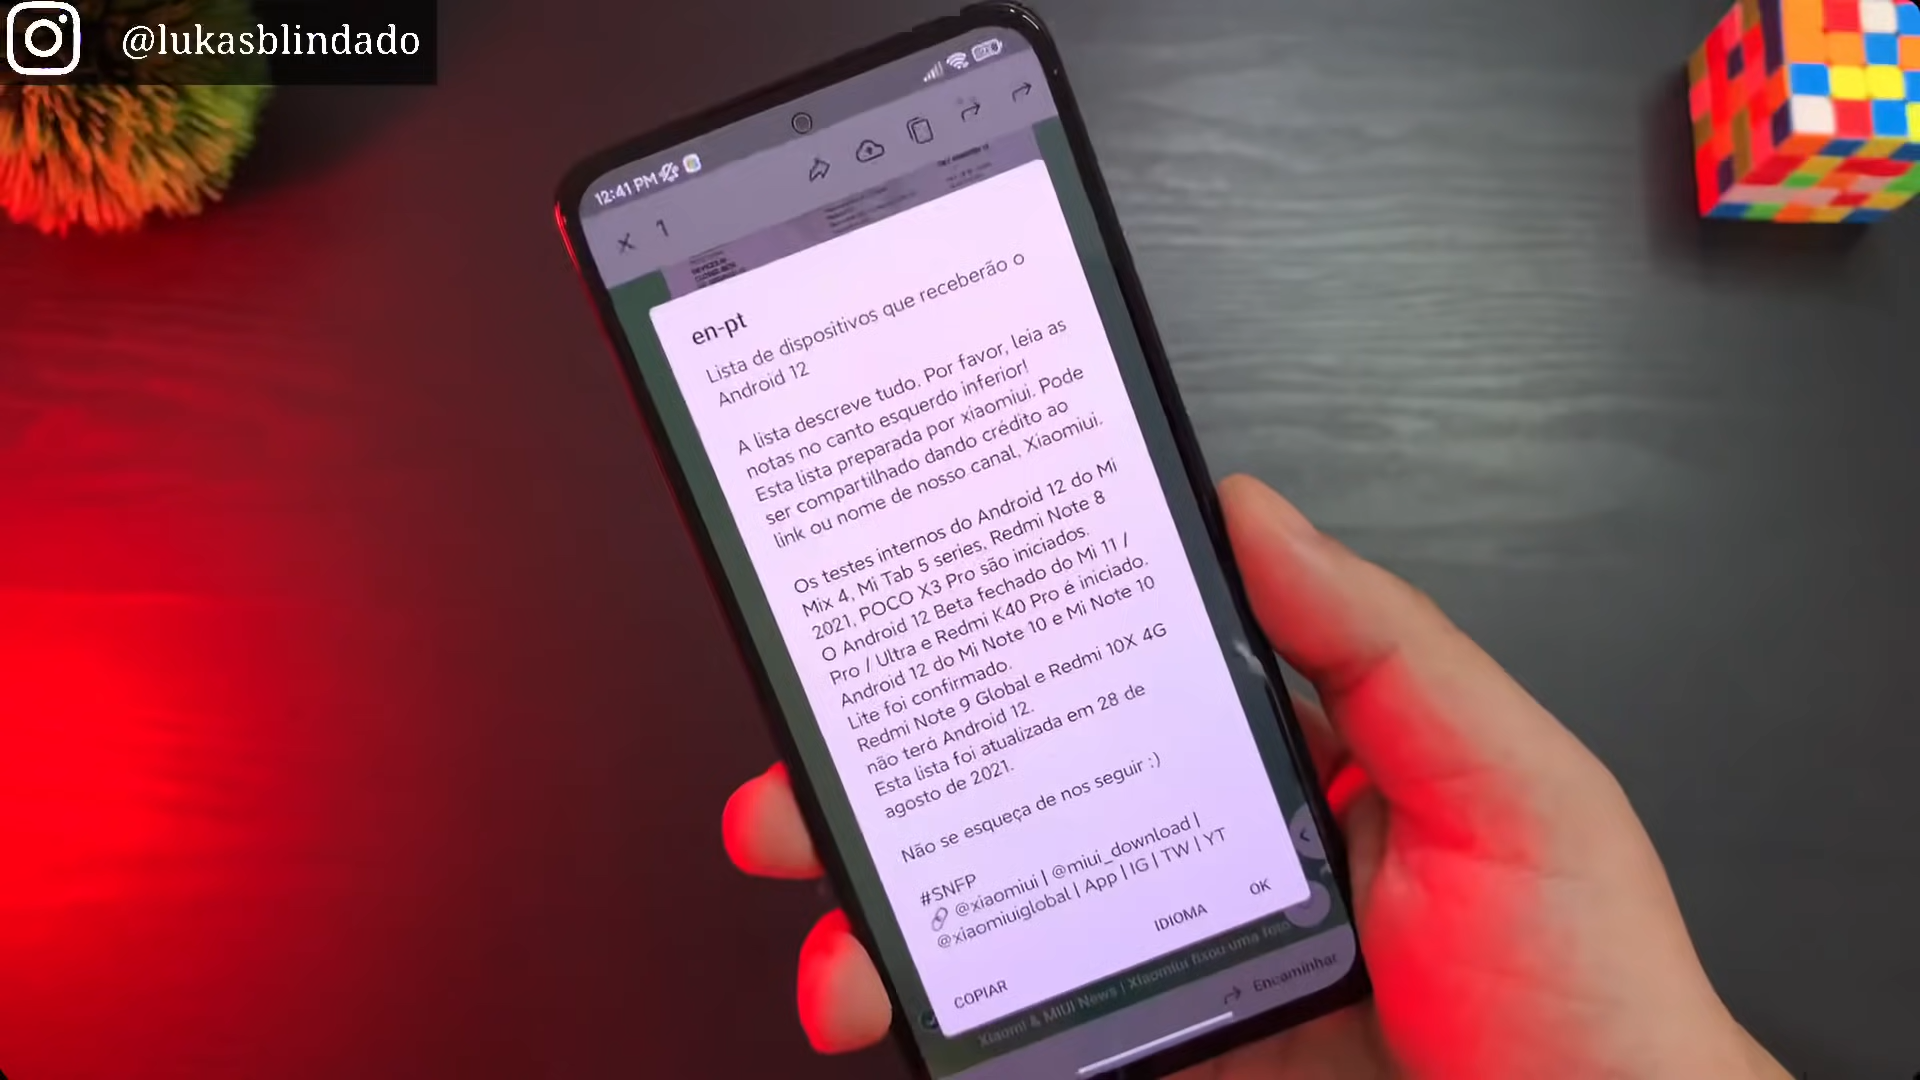 @lukasblindado
12:41 PM
1
en-pt
Lista de dispositivos que receberão o
Android 12
A lista descreve tudo. Por favor, leia as
notas no canto esquerdo inferior!
Esta lista preparada por xiaomiui. Pode
ser compartilhado dando crédito ao
link ou nome de nosso canal, Xiaomiui.
Os testes internos do Android 12 do Mi
Mix 4, Mi Tab 5 series, Redmi Note 8
2021, POCO X3 Pro são iniciados.
O Android 12 Beta fechado do Mi 11 /
Pro / Ultra e Redmi K40 Pro é iniciado.
Android 12 do Mi Note 10 e Mi Note 10
Lite foi confirmado.
Redmi Note 9 Global e Redmi 10X 4G
não terá Android 12.
Esta lista foi atualizada em 28 de
agosto de 2021.
Não se esqueça de nos seguir :)
#SNFP
🔗 @xiaomiui | @miui_download |
@xiaomiuiglobal | App | IG | TW | YT
COPIAR IDIOMA OK
Xiaomi & MIUI News | Xiaomiui fixou uma foto
Encaminhar